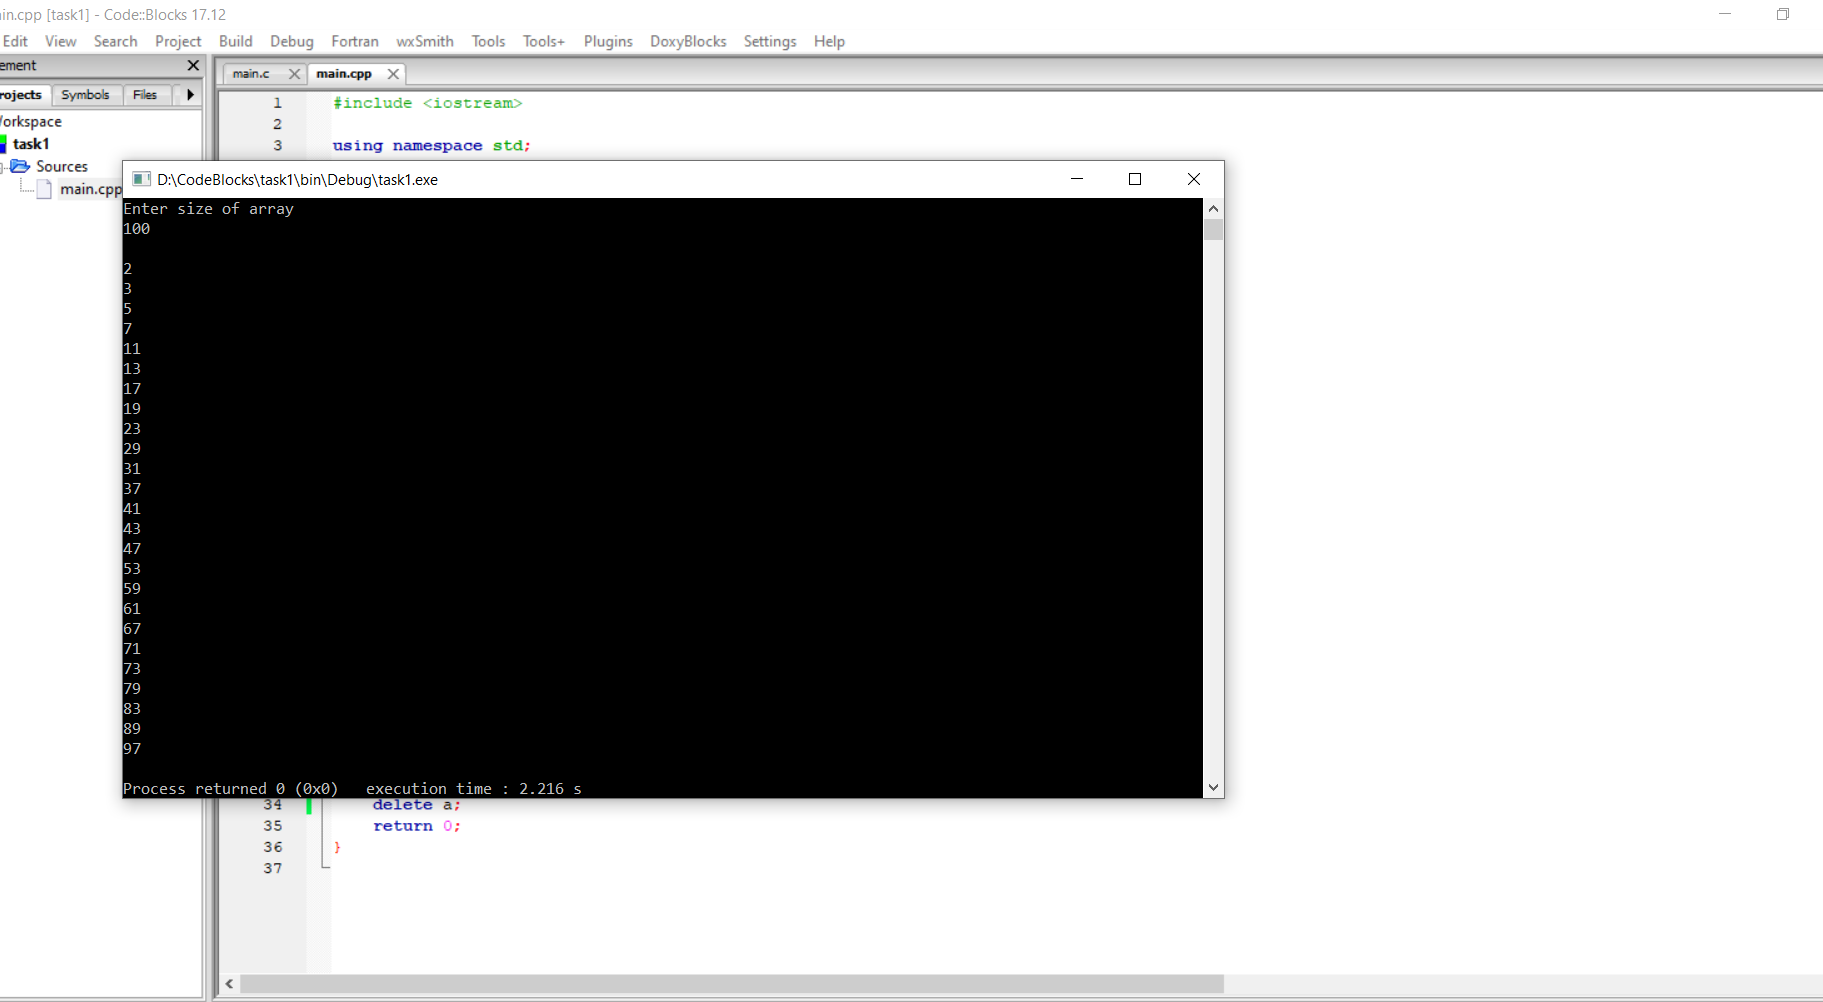 in.cpp [task1] - Code::Blocks 17.12
Edit View Search Project Build Debug Fortran wxSmith Tools Tools+ Plugins DoxyBlocks Settings Help
ement
main.c main.cpp
rojects Symbols Files
1 #include <iostream>
2
3 using namespace std;
orkspace
task1
Sources
main.cpp
D:\CodeBlocks\task1\bin\Debug\task1.exe
Enter size of array
100
2
3
5
7
11
13
17
19
23
29
31
37
41
43
47
53
59
61
67
71
73
79
83
89
97
Process returned 0 (0x0) execution time : 2.216 s
34 delete a;
35 return 0;
36 }
37